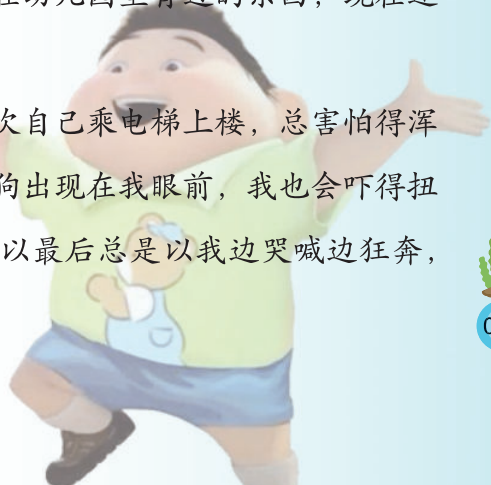 次自己乘电梯上楼，总害怕得浑
狗出现在我眼前，我也会吓得扭
以最后总是以我边哭喊边狂奔，